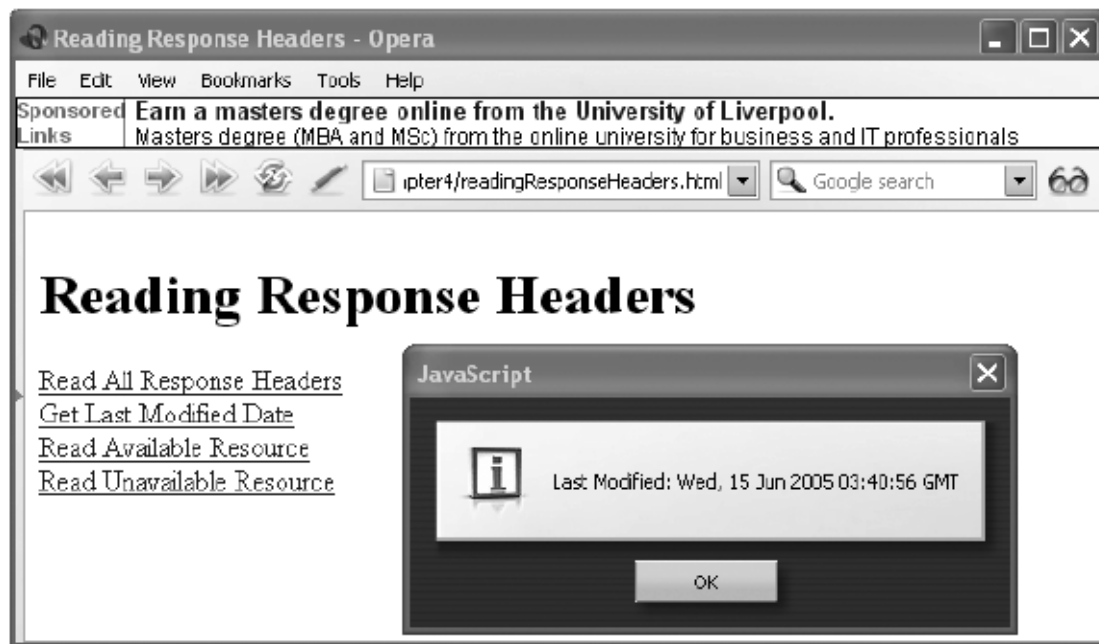 Reading Response Headers - Opera
File Edit View Bookmarks Tools Help
Sponsored Links
Earn a masters degree online from the University of Liverpool.
Masters degree (MBA and MSc) from the online university for business and IT professionals
ıpter4/readingResponseHeaders.html
Google search
Reading Response Headers
Read All Response Headers
Get Last Modified Date
Read Available Resource
Read Unavailable Resource
JavaScript
Last Modified: Wed, 15 Jun 2005 03:40:56 GMT
OK